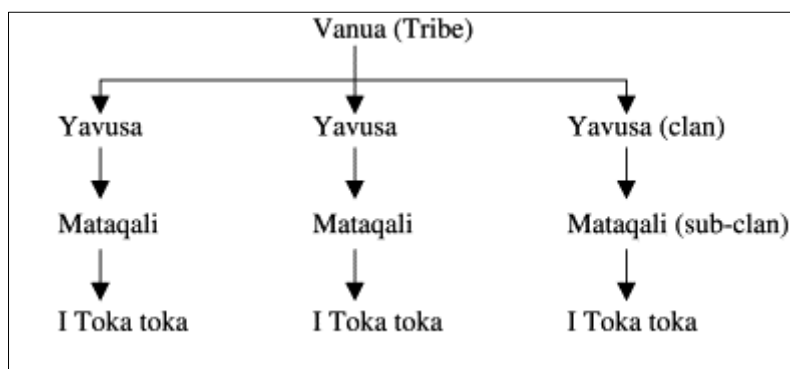 Vanua (Tribe)
Yavusa Yavusa Yavusa (clan)
Mataqali Mataqali Mataqali (sub-clan)
I Toka toka I Toka toka I Toka toka